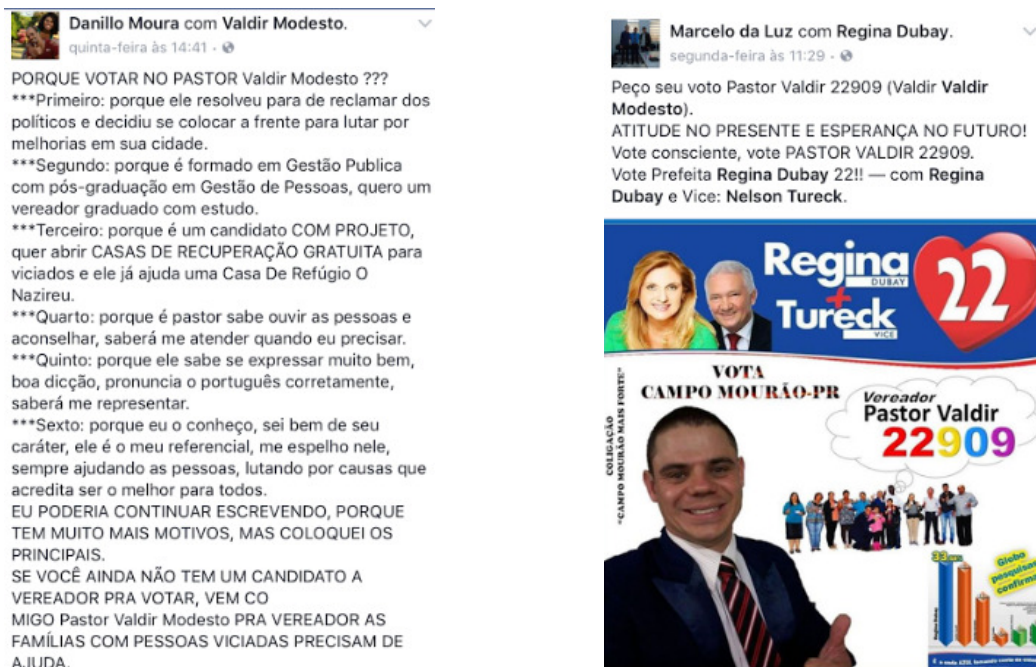 Danillo Moura com Valdir Modesto.
quinta-feira às 14:41 ·
PORQUE VOTAR NO PASTOR Valdir Modesto ???
***Primeiro: porque ele resolveu para de reclamar dos
políticos e decidiu se colocar a frente para lutar por
melhorias em sua cidade.
***Segundo: porque é formado em Gestão Publica
com pós-graduação em Gestão de Pessoas, quero um
vereador graduado com estudo.
***Terceiro: porque é um candidato COM PROJETO,
quer abrir CASAS DE RECUPERAÇÃO GRATUITA para
viciados e ele já ajuda uma Casa De Refúgio O
Nazireu.
***Quarto: porque é pastor sabe ouvir as pessoas e
aconselhar, saberá me atender quando eu precisar.
***Quinto: porque ele sabe se expressar muito bem,
boa dicção, pronuncia o português corretamente,
saberá me representar.
***Sexto: porque eu o conheço, sei bem de seu
caráter, ele é o meu referencial, me espelho nele,
sempre ajudando as pessoas, lutando por causas que
acredita ser o melhor para todos.
EU PODERIA CONTINUAR ESCREVENDO, PORQUE
TEM MUITO MAIS MOTIVOS, MAS COLOQUEI OS
PRINCIPAIS.
SE VOCÊ AINDA NÃO TEM UM CANDIDATO A
VEREADOR PRA VOTAR, VEM CO
MIGO Pastor Valdir Modesto PRA VEREADOR AS
FAMÍLIAS COM PESSOAS VICIADAS PRECISAM DE
AJUDA.
Marcelo da Luz com Regina Dubay.
segunda-feira às 11:29 ·
Peço seu voto Pastor Valdir 22909 (Valdir Valdir
Modesto).
ATITUDE NO PRESENTE E ESPERANÇA NO FUTURO!
Vote consciente, vote PASTOR VALDIR 22909.
Vote Prefeita Regina Dubay 22!! — com Regina
Dubay e Vice: Nelson Tureck.
Regina
DUBAY
+
Tureck
VICE
22
VOTA
CAMPO MOURÃO-PR
COLIGAÇÃO
"CAMPO MOURÃO MAIS FORTE"
Vereador
Pastor Valdir
22909
33
Globo
pesquisas
confirma